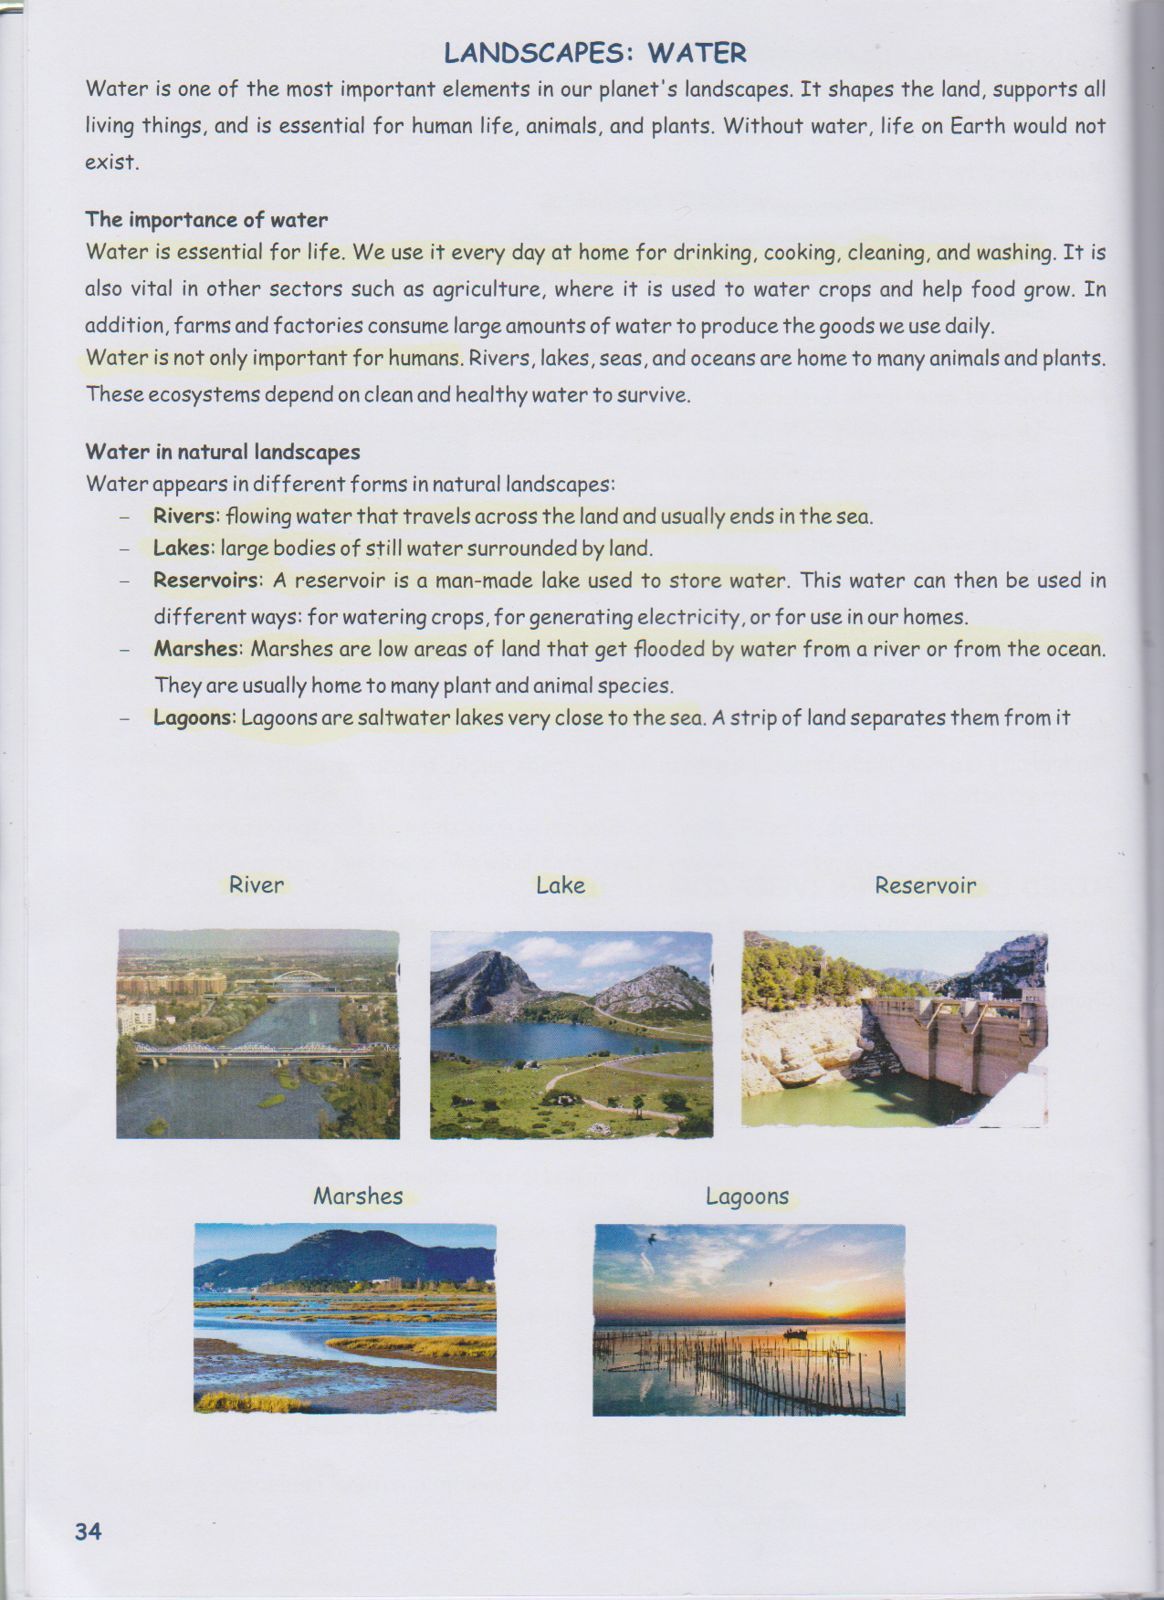 LANDSCAPES: WATER
Water is one of the most important elements in our planet's landscapes. It shapes the land, supports all
living things, and is essential for human life, animals, and plants. Without water, life on Earth would not
exist.
The importance of water
Water is essential for life. We use it every day at home for drinking, cooking, cleaning, and washing. It is
also vital in other sectors such as agriculture, where it is used to water crops and help food grow. In
addition, farms and factories consume large amounts of water to produce the goods we use daily.
Water is not only important for humans. Rivers, lakes, seas, and oceans are home to many animals and plants.
These ecosystems depend on clean and healthy water to survive.
Water in natural landscapes
Water appears in different forms in natural landscapes:
– Rivers: flowing water that travels across the land and usually ends in the sea.
– Lakes: large bodies of still water surrounded by land.
– Reservoirs: A reservoir is a man-made lake used to store water. This water can then be used in
different ways: for watering crops, for generating electricity, or for use in our homes.
– Marshes: Marshes are low areas of land that get flooded by water from a river or from the ocean.
They are usually home to many plant and animal species.
– Lagoons: Lagoons are saltwater lakes very close to the sea. A strip of land separates them from it
River
Lake
Reservoir
Marshes
Lagoons
34